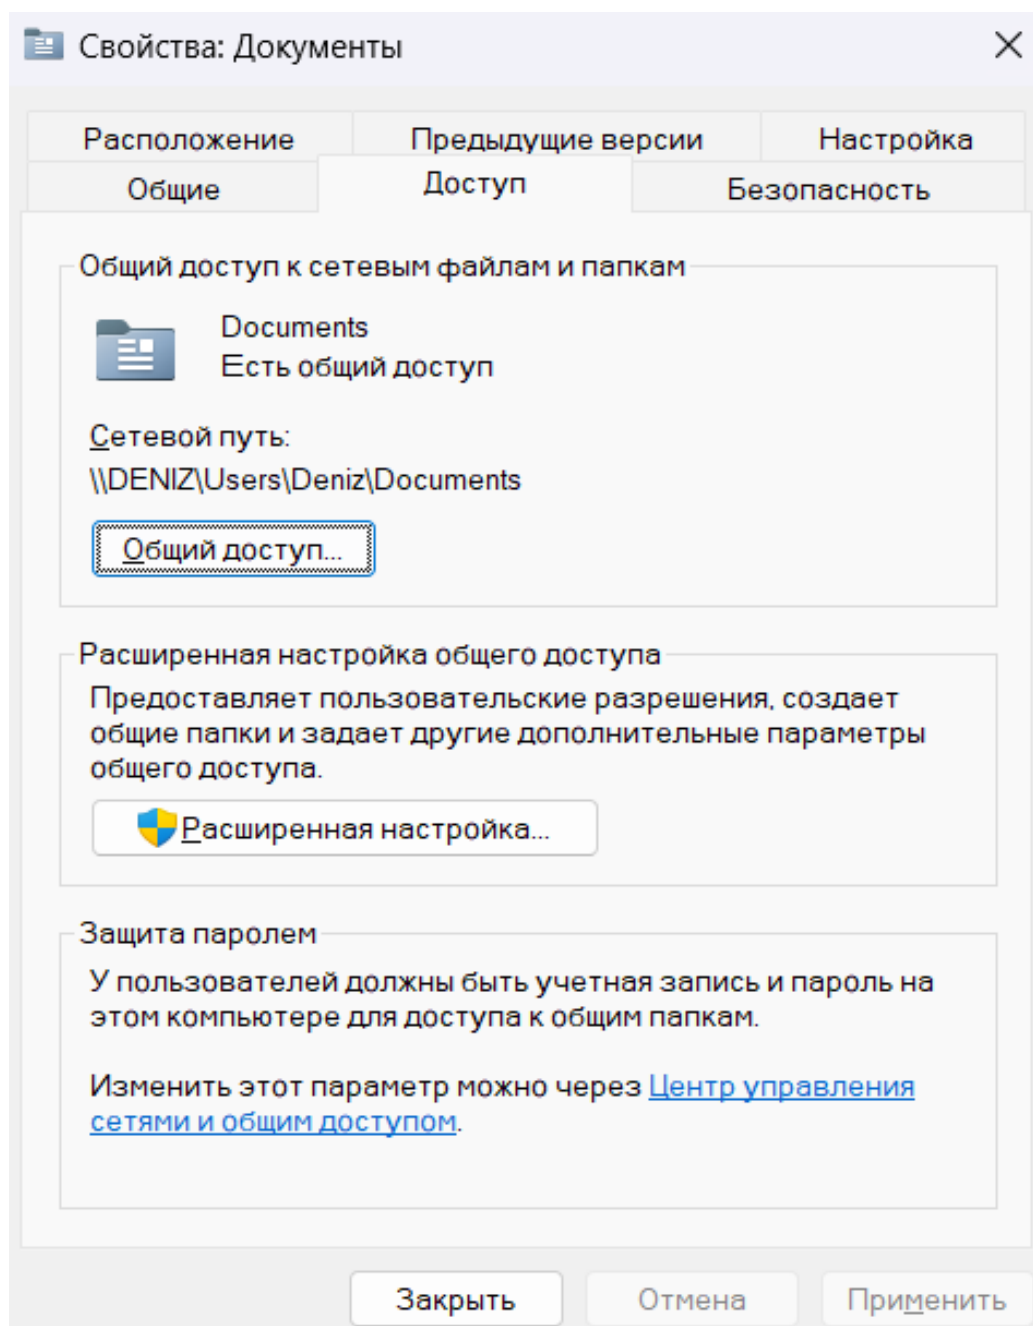 Свойства: Документы
Расположение
Предыдущие версии
Настройка
Общие
Доступ
Безопасность
Общий доступ к сетевым файлам и папкам
Documents
Есть общий доступ
Сетевой путь:
\\DENIZ\Users\Deniz\Documents
Общий доступ...
Расширенная настройка общего доступа
Предоставляет пользовательские разрешения, создает
общие папки и задает другие дополнительные параметры
общего доступа.
Расширенная настройка...
Защита паролем
У пользователей должны быть учетная запись и пароль на
этом компьютере для доступа к общим папкам.
Изменить этот параметр можно через Центр управления
сетями и общим доступом.
Закрыть
Отмена
Применить